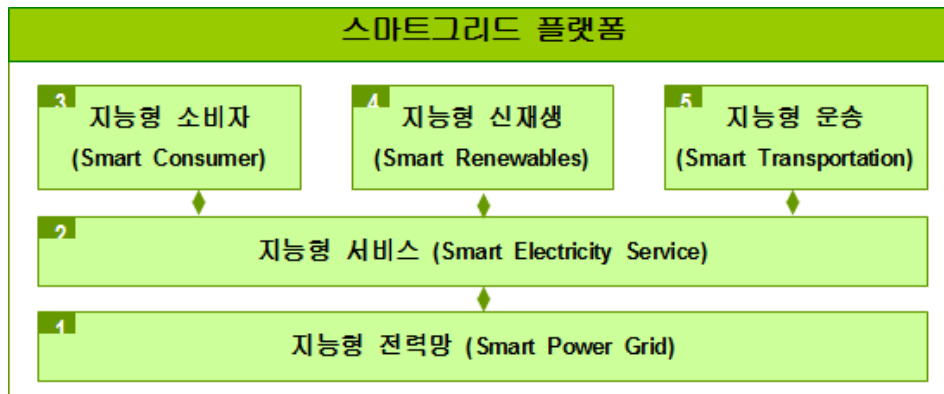 스마트그리드 플랫폼
3
지능형 소비자
(Smart Consumer)
4
지능형 신재생
(Smart Renewables)
5
지능형 운송
(Smart Transportation)
2
지능형 서비스 (Smart Electricity Service)
1
지능형 전력망 (Smart Power Grid)